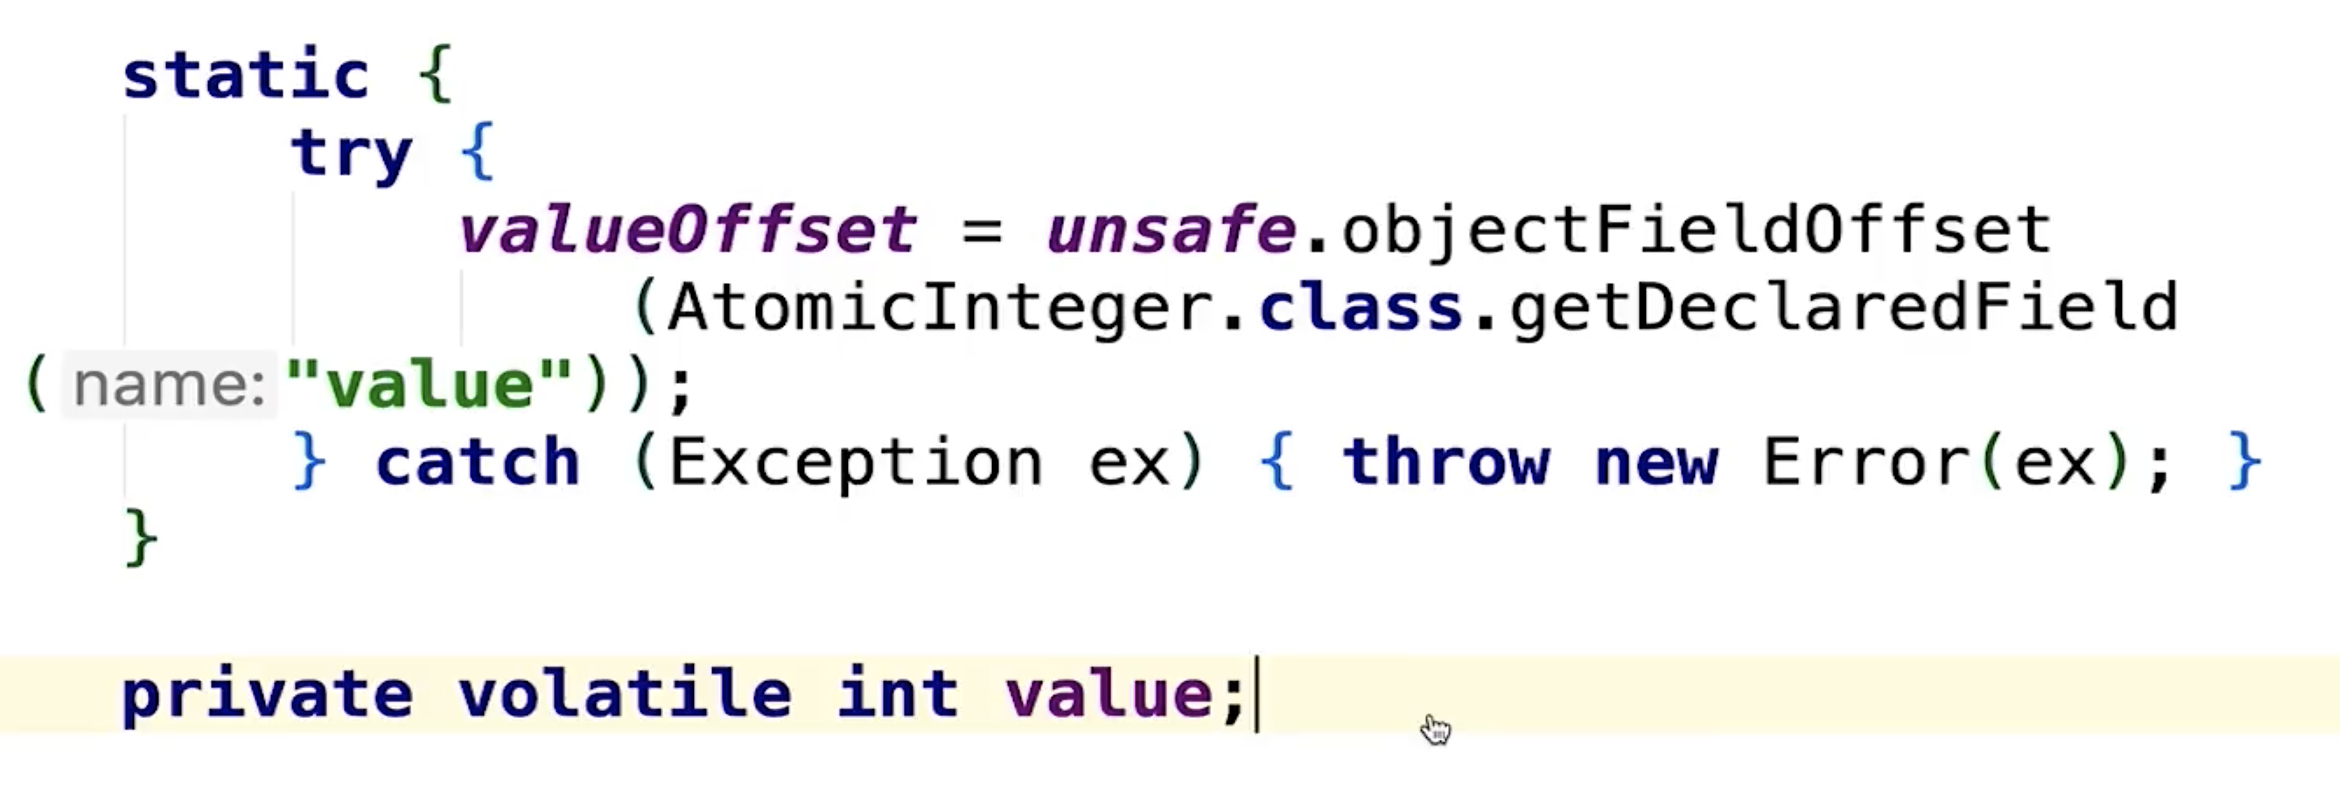 static {
try {
valueOffset = unsafe.objectFieldOffset
(AtomicInteger.class.getDeclaredField
( name: "value"));
} catch (Exception ex) { throw new Error(ex); }
}
private volatile int value;